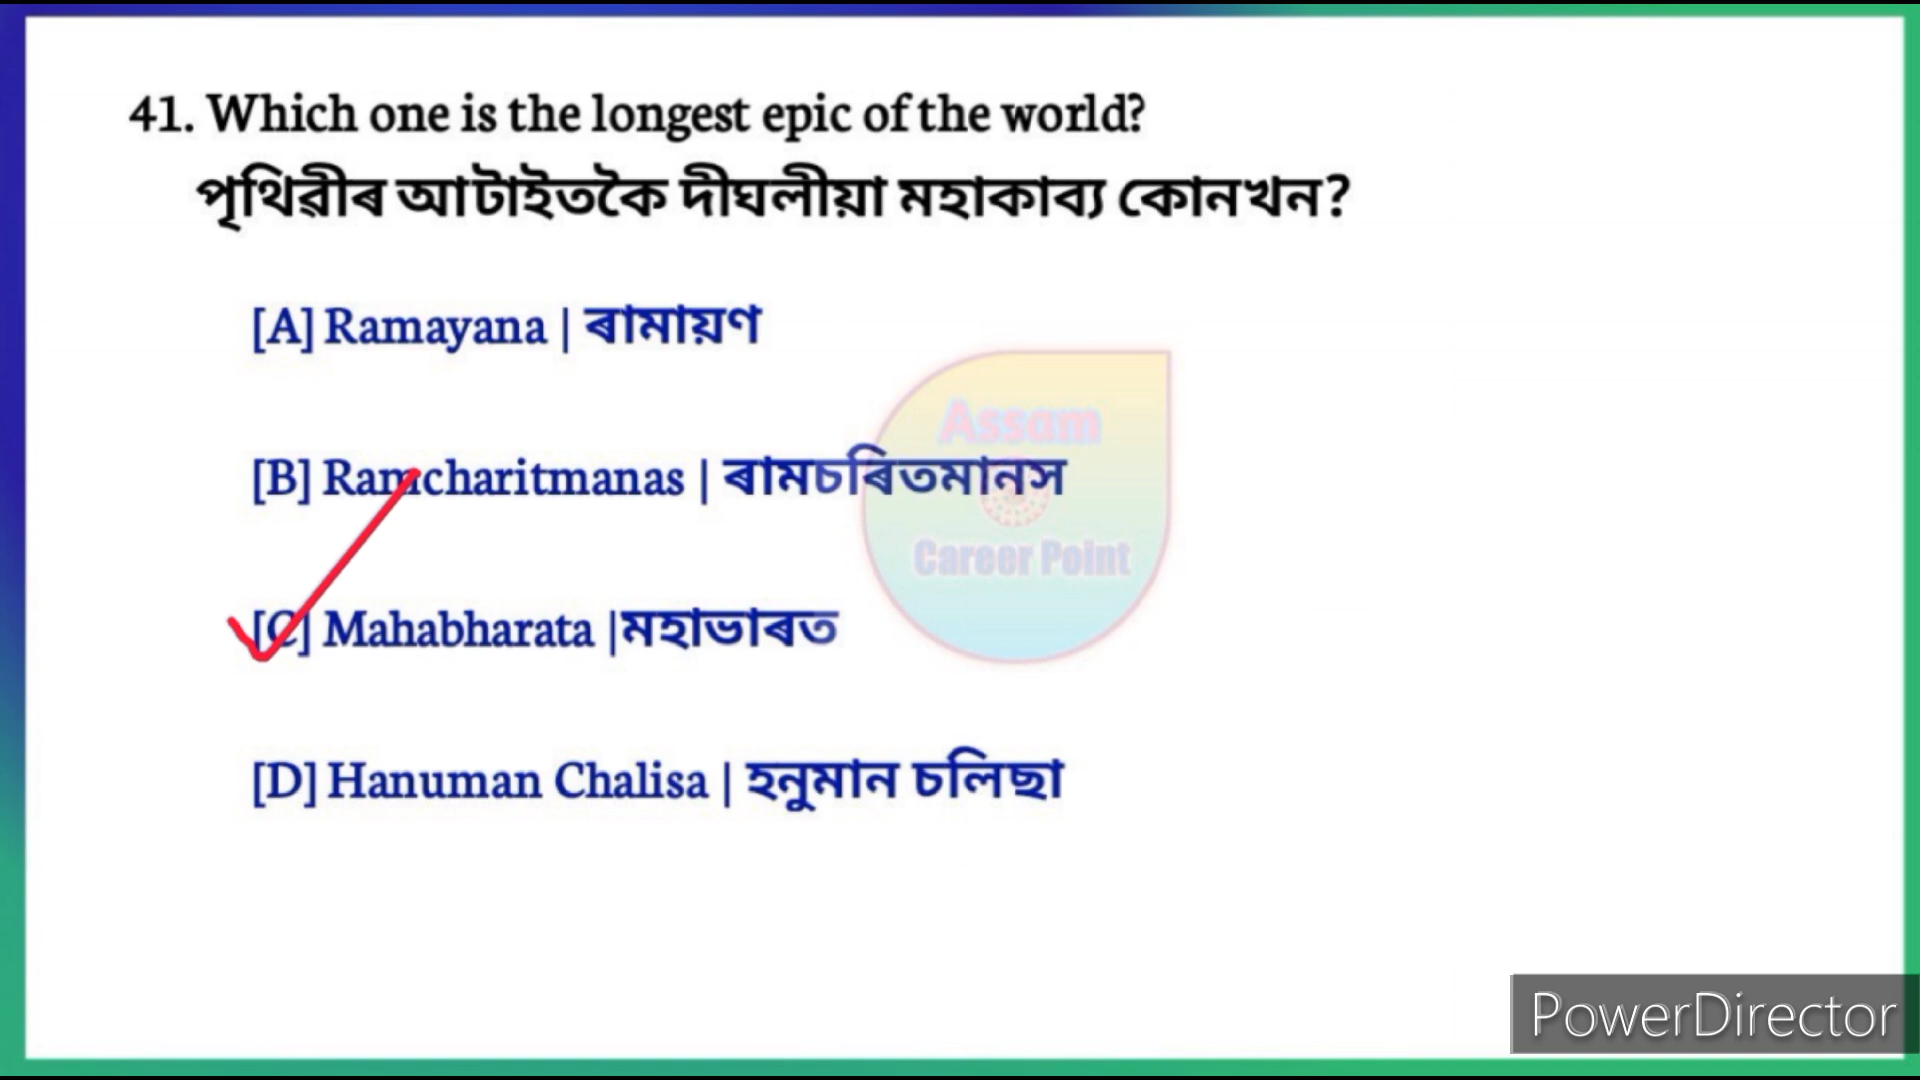 41. Which one is the longest epic of the world?
পৃথিৱীৰ আটাইতকৈ দীঘলীয়া মহাকাব্য কোনখন?
[A] Ramayana | ৰামায়ণ
[B] Ramcharitmanas | ৰামচৰিতমানস
[C] Mahabharata |মহাভাৰত
[D] Hanuman Chalisa | হনুমান চলিছা
Assam
Career Point
PowerDirector